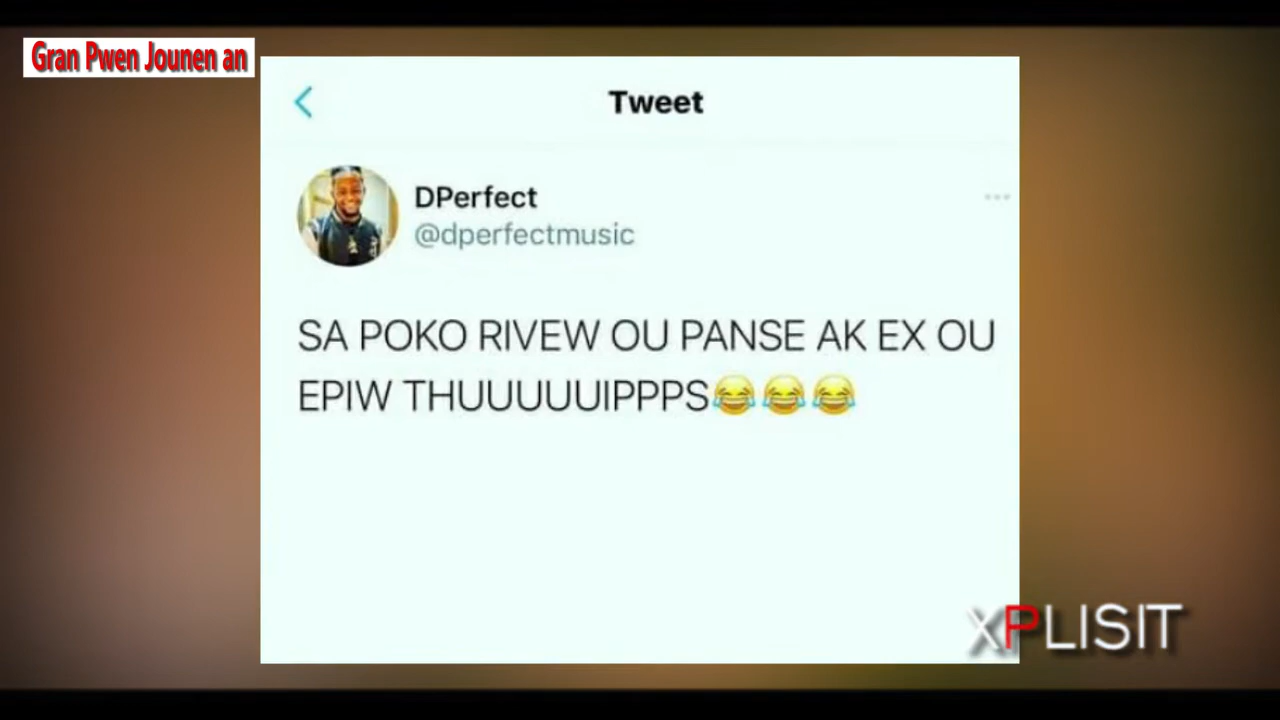 Gran Pwen Jounen an
Tweet
DPerfect
@dperfectmusic
SA POKO RIVEW OU PANSE AK EX OU
EPIW THUUUUUIPPPS😂😂😂
XPLISIT